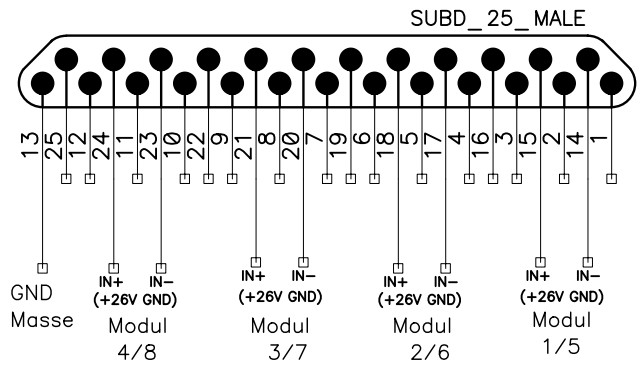 SUBD_25_MALE
13 25 12 24 11 23 10 22 9 21 8 20 7 19 6 18 5 17 4 16 3 15 2 14 1
GND
Masse
IN+ IN-
(+26V GND)
Modul
4/8
IN+ IN-
(+26V GND)
Modul
3/7
IN+ IN-
(+26V GND)
Modul
2/6
IN+ IN-
(+26V GND)
Modul
1/5